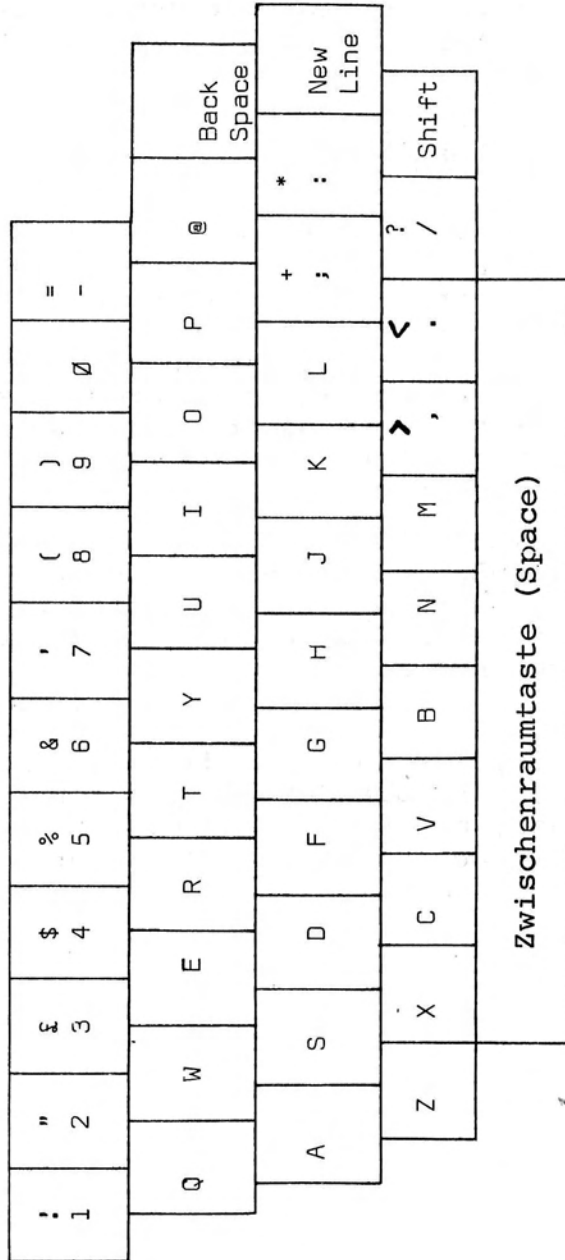 ! " £ $ % & ' ( ) =
1 2 3 4 5 6 7 8 9 Ø -
Q W E R T Y U I O P @ Back
Space
+ *
A S D F G H J K L ; : New
Line
> < ?
Z X C V B N M , . / Shift
Zwischenraumtaste (Space)